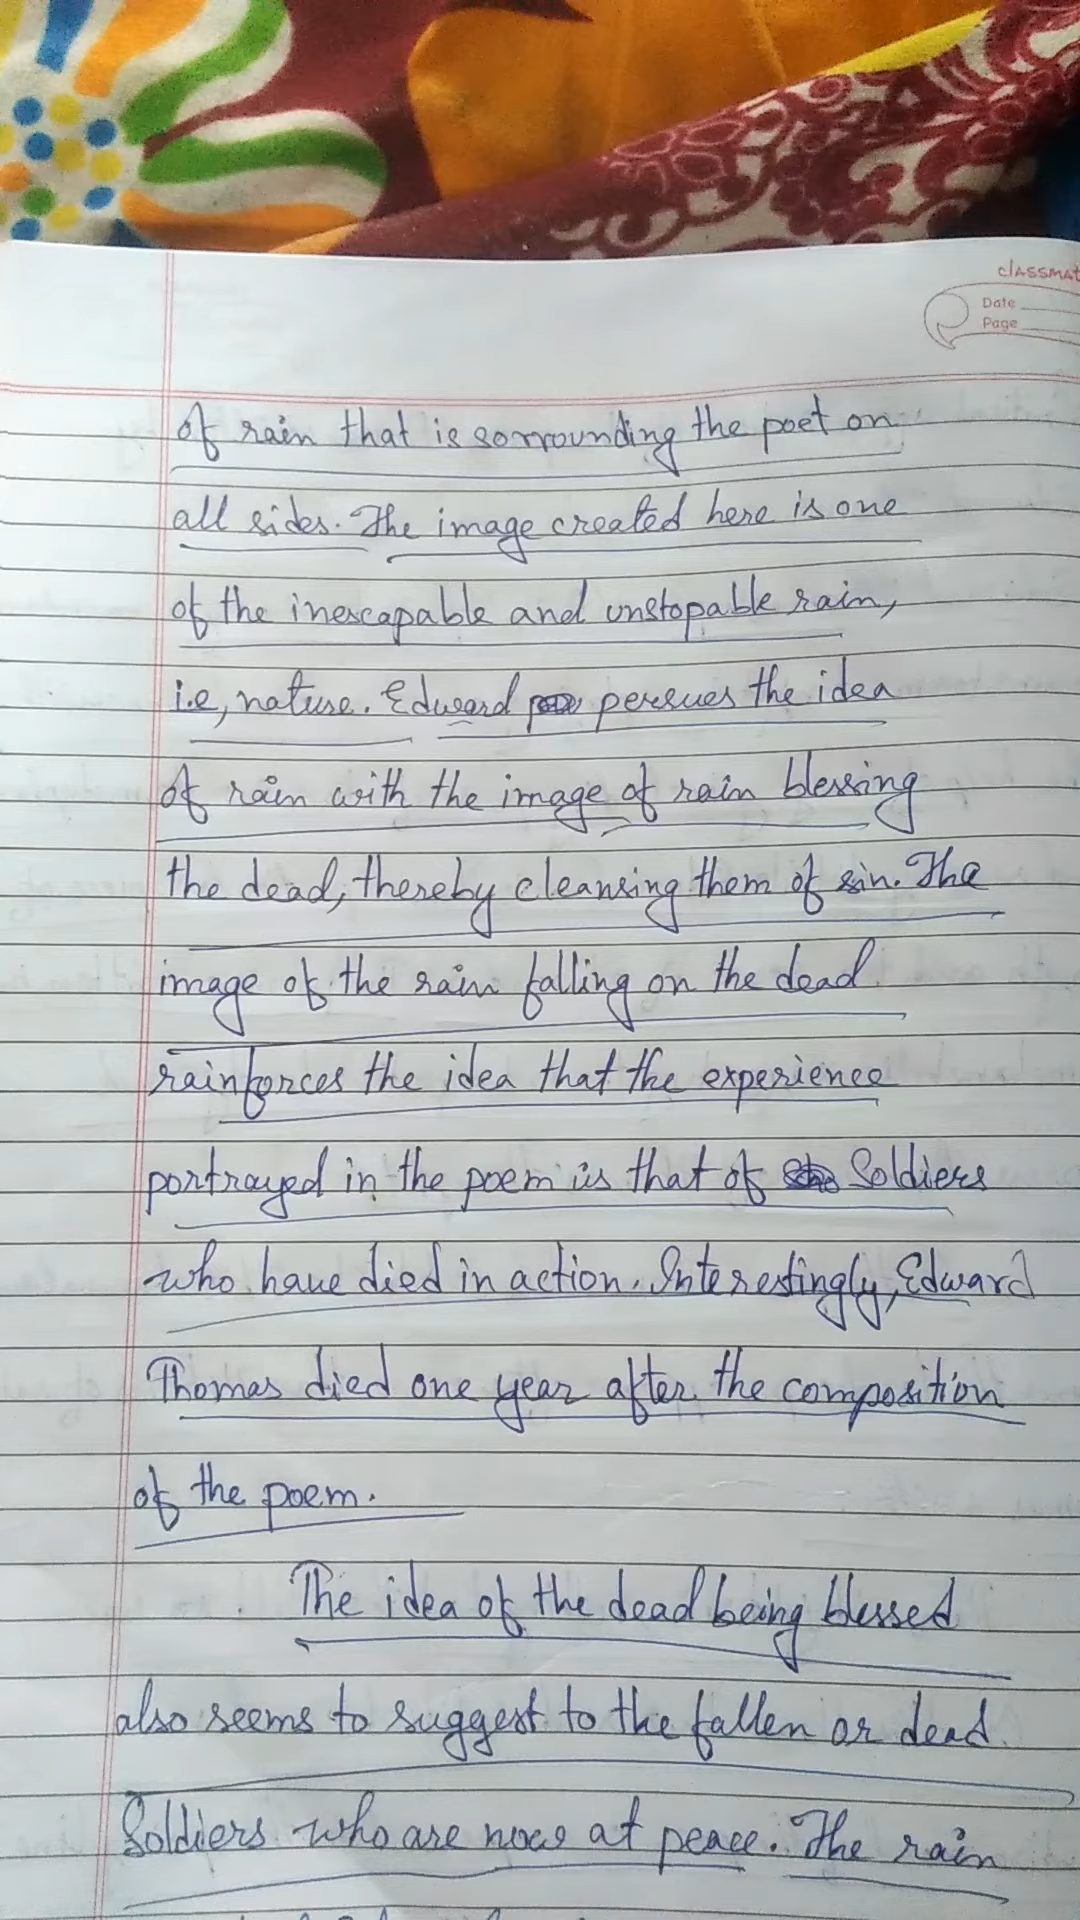 classmat
Date
Page
of rain that is sorrounding the poet on
all sides. The image created here is one
of the inescapable and unstopable rain,
i.e, nature. Edward persues the idea
of rain with the image of rain blessing
the dead, thereby cleansing them of sin. The
image of the rain falling on the dead
rainforces the idea that the experience
portrayed in the poem is that of Soldiers
who have died in action. Interestingly, Edward
Thomas died one year after the composition
of the poem.
The idea of the dead being blessed
also seems to suggest to the fallen or dead
Soldiers who are now at peace. The rain